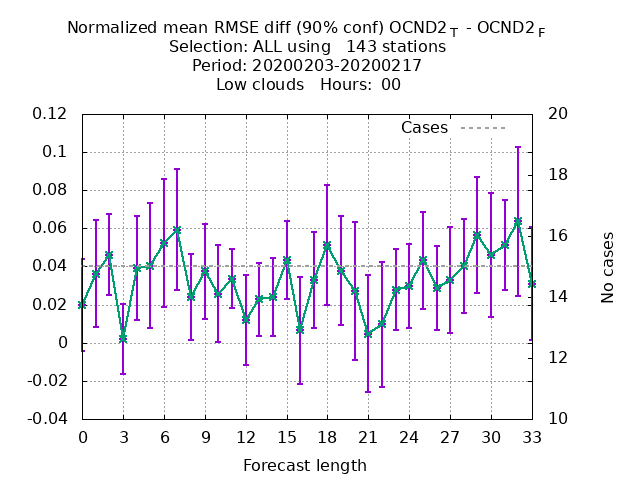 Normalized mean RMSE diff (90% conf) OCND2 T - OCND2 F
Selection: ALL using 143 stations
Period: 20200203-20200217
Low clouds Hours: 00
Cases
0.12
0.1
0.08
0.06
0.04
0.02
0
-0.02
-0.04
20
18
16
14
12
10
No cases
0 3 6 9 12 15 18 21 24 27 30 33
Forecast length